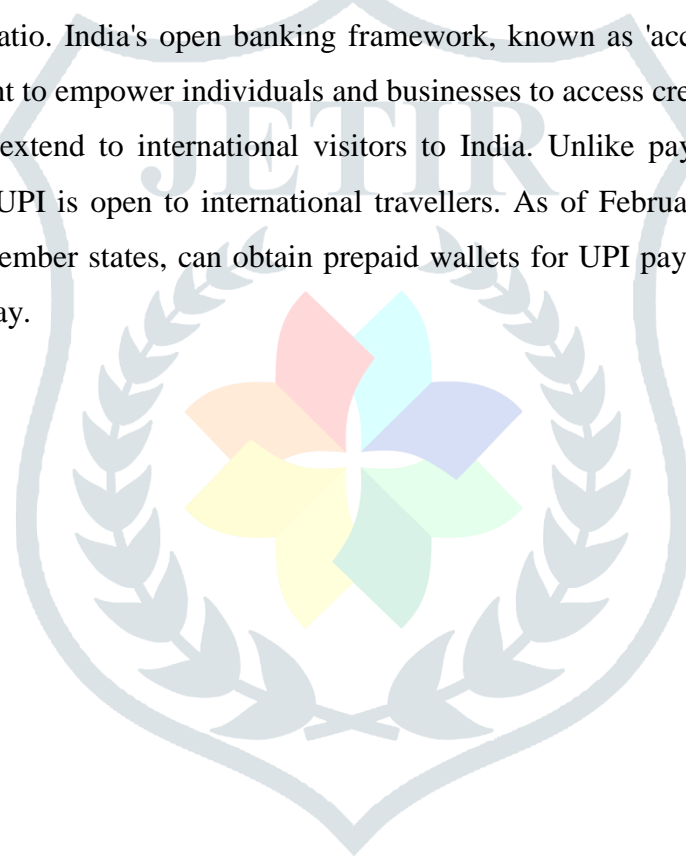 atio. India's open banking framework, known as 'acc
nt to empower individuals and businesses to access cre
extend to international visitors to India. Unlike pay
UPI is open to international travellers. As of Februa
ember states, can obtain prepaid wallets for UPI pay
ay.
JETIR